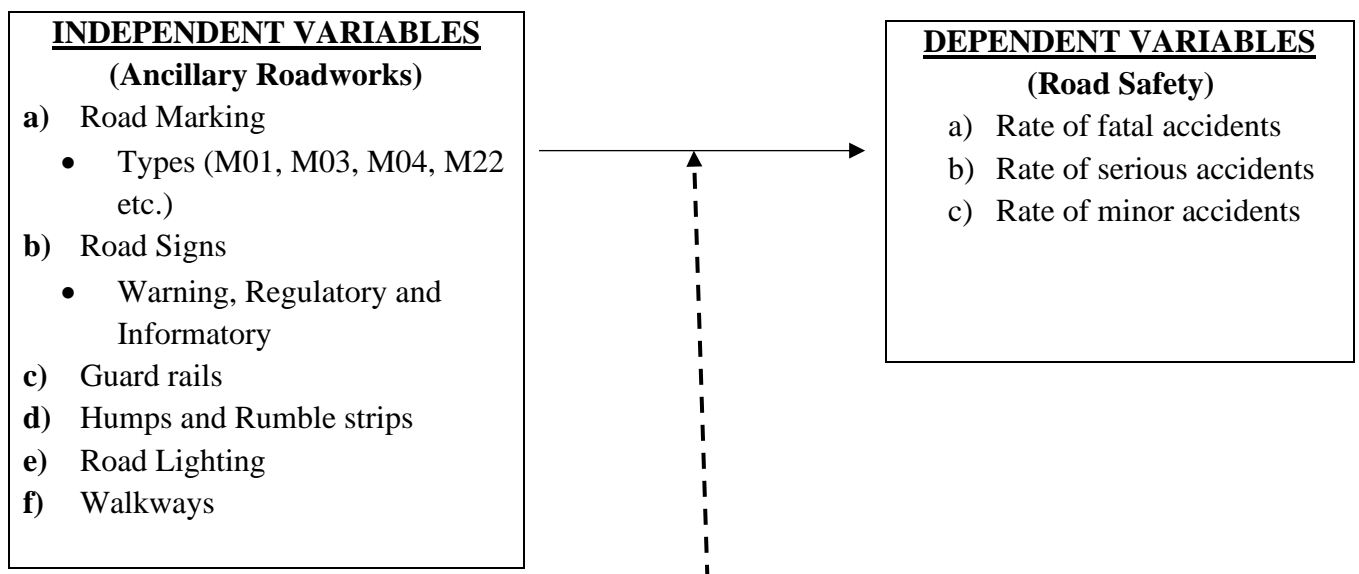 INDEPENDENT VARIABLES
(Ancillary Roadworks)
a) Road Marking
• Types (M01, M03, M04, M22
etc.)
b) Road Signs
• Warning, Regulatory and
Informatory
c) Guard rails
d) Humps and Rumble strips
e) Road Lighting
f) Walkways
DEPENDENT VARIABLES
(Road Safety)
a) Rate of fatal accidents
b) Rate of serious accidents
c) Rate of minor accidents